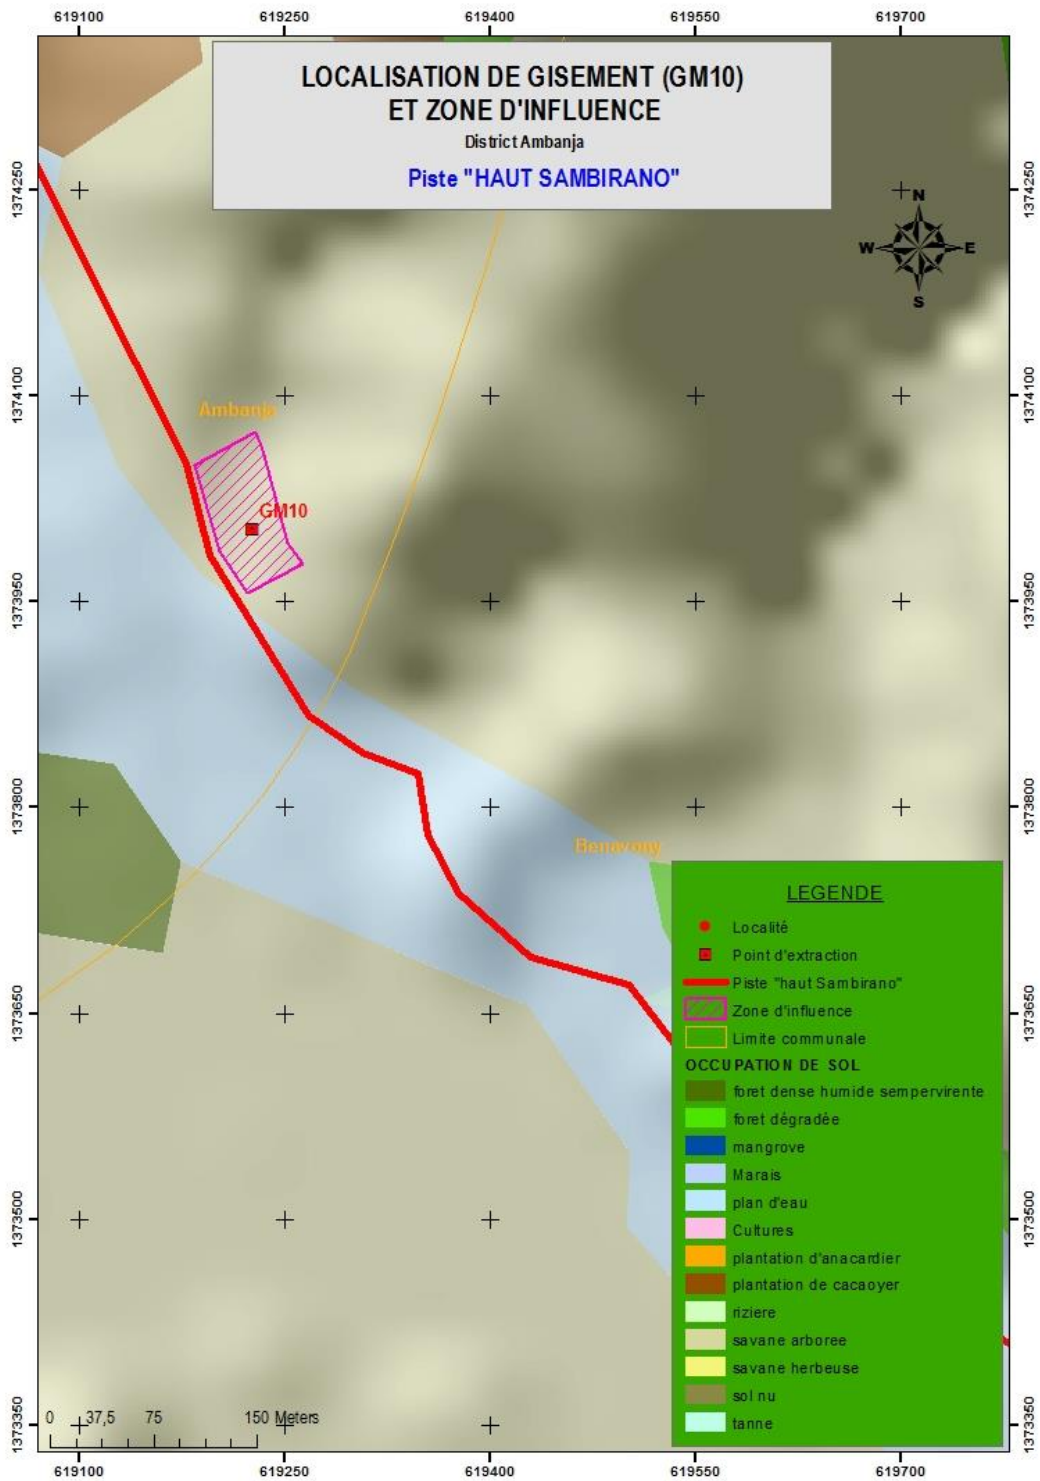 619100 619250 619400 619550 619700
LOCALISATION DE GISEMENT (GM10)
ET ZONE D'INFLUENCE
District Ambanja
Piste "HAUT SAMBIRANO"
1374250 1374250
N
W E
S
1374100 1374100
Ambanja
GM10
1373950 1373950
1373800 1373800
Benavony
LEGENDE
Localité
Point d'extraction
Piste "haut Sambirano"
1373650 1373650
Zone d'influence
Limite communale
OCCUPATION DE SOL
foret dense humide sempervirente
foret dégradée
mangrove
Marais
plan d'eau
1373500 1373500
Cultures
plantation d'anacardier
plantation de cacaoyer
riziere
savane arboree
savane herbeuse
sol nu
tanne
0 37,5 75 150 Meters
1373350 1373350
619100 619250 619400 619550 619700